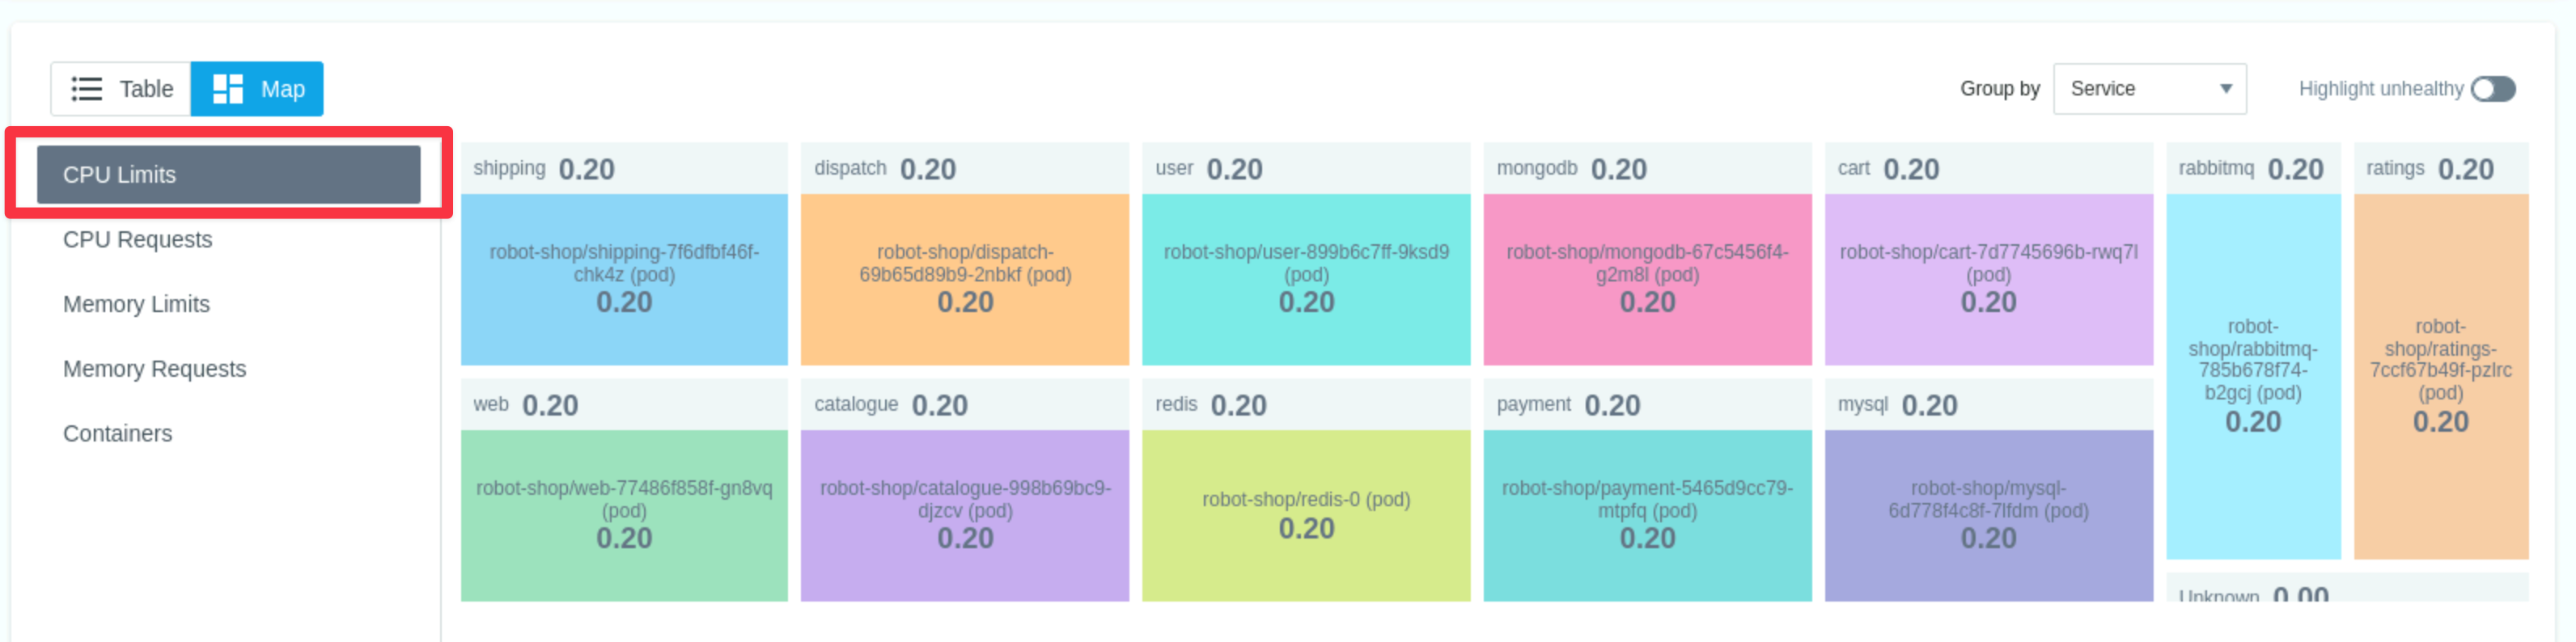 Table
Map
Group by
Service
Highlight unhealthy
CPU Limits
CPU Requests
Memory Limits
Memory Requests
Containers
shipping 0.20
robot-shop/shipping-7f6dfbf46f-
chk4z (pod)
0.20
dispatch 0.20
robot-shop/dispatch-
69b65d89b9-2nbkf (pod)
0.20
user 0.20
robot-shop/user-899b6c7ff-9ksd9
(pod)
0.20
mongodb 0.20
robot-shop/mongodb-67c5456f4-
g2m8l (pod)
0.20
cart 0.20
robot-shop/cart-7d7745696b-rwq7l
(pod)
0.20
rabbitmq 0.20
robot-
shop/rabbitmq-
785b678f74-
b2gcj (pod)
0.20
ratings 0.20
robot-
shop/ratings-
7ccf67b49f-pzlrc
(pod)
0.20
web 0.20
robot-shop/web-77486f858f-gn8vq
(pod)
0.20
catalogue 0.20
robot-shop/catalogue-998b69bc9-
djzcv (pod)
0.20
redis 0.20
robot-shop/redis-0 (pod)
0.20
payment 0.20
robot-shop/payment-5465d9cc79-
mtpfq (pod)
0.20
mysql 0.20
robot-shop/mysql-
6d778f4c8f-7lfdm (pod)
0.20
Unknown 0.00